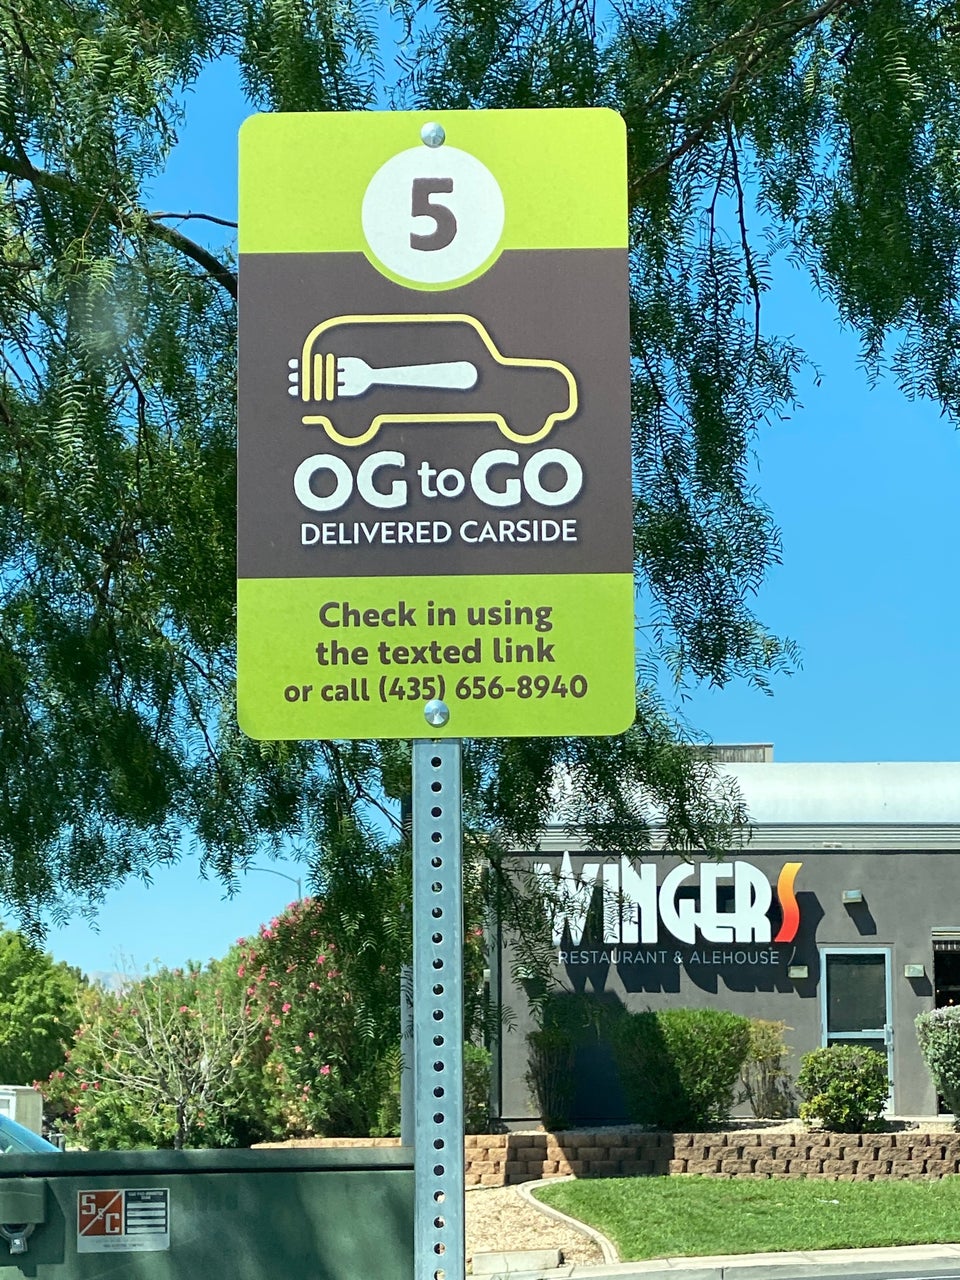 5
OG to GO
DELIVERED CARSIDE
Check in using
the texted link
or call (435) 656-8940
WINGERS
RESTAURANT & ALEHOUSE
S&C